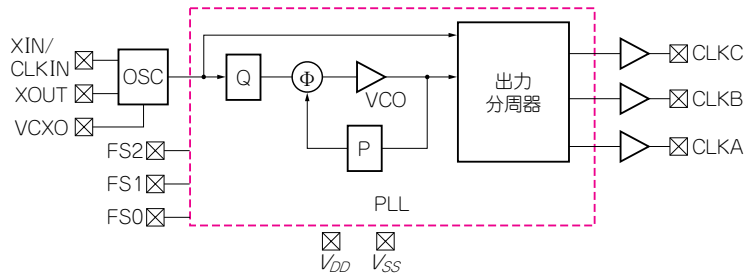 XIN/
CLKIN
XOUT
VCXO
OSC
FS2
FS1
FS0
Q
Φ
VCO
P
PLL
出力
分周器
CLKC
CLKB
CLKA
VDD
VSS